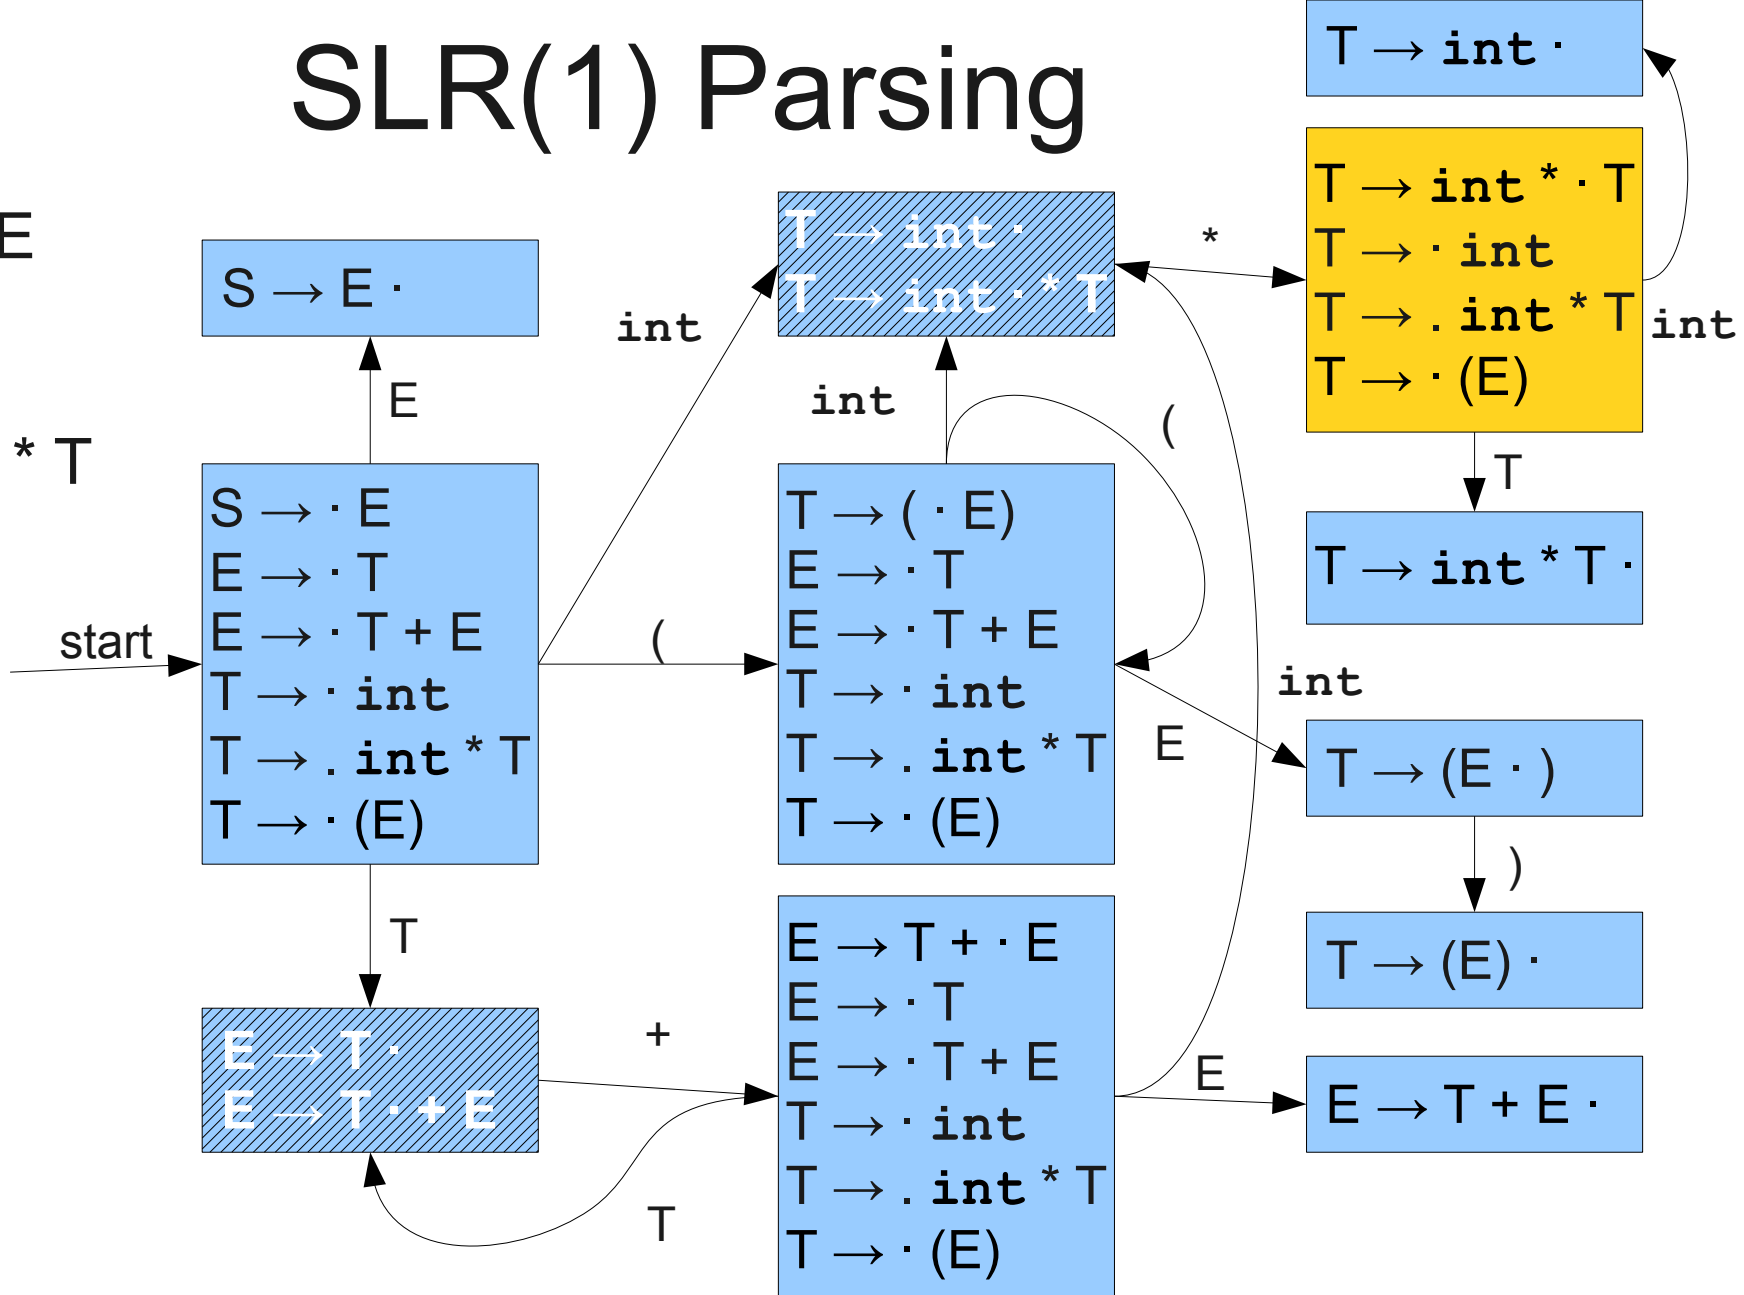 SLR(1) Parsing
E
* T
start
S → E ·
E
S → · E
E → · T
E → · T + E
T → · int
T → . int * T
T → · (E)
T
E → T ·
E → T · + E
int
(
+
T
T → int ·
T → int · * T
int
(
T → ( · E)
E → · T
E → · T + E
T → · int
T → . int * T
T → · (E)
E → T + · E
E → · T
E → · T + E
T → · int
T → . int * T
T → · (E)
*
int
E
E
T → int ·
T → int * · T
T → · int
T → . int * T
T → · (E)
int
T
T → int * T ·
T → (E · )
)
T → (E) ·
E → T + E ·